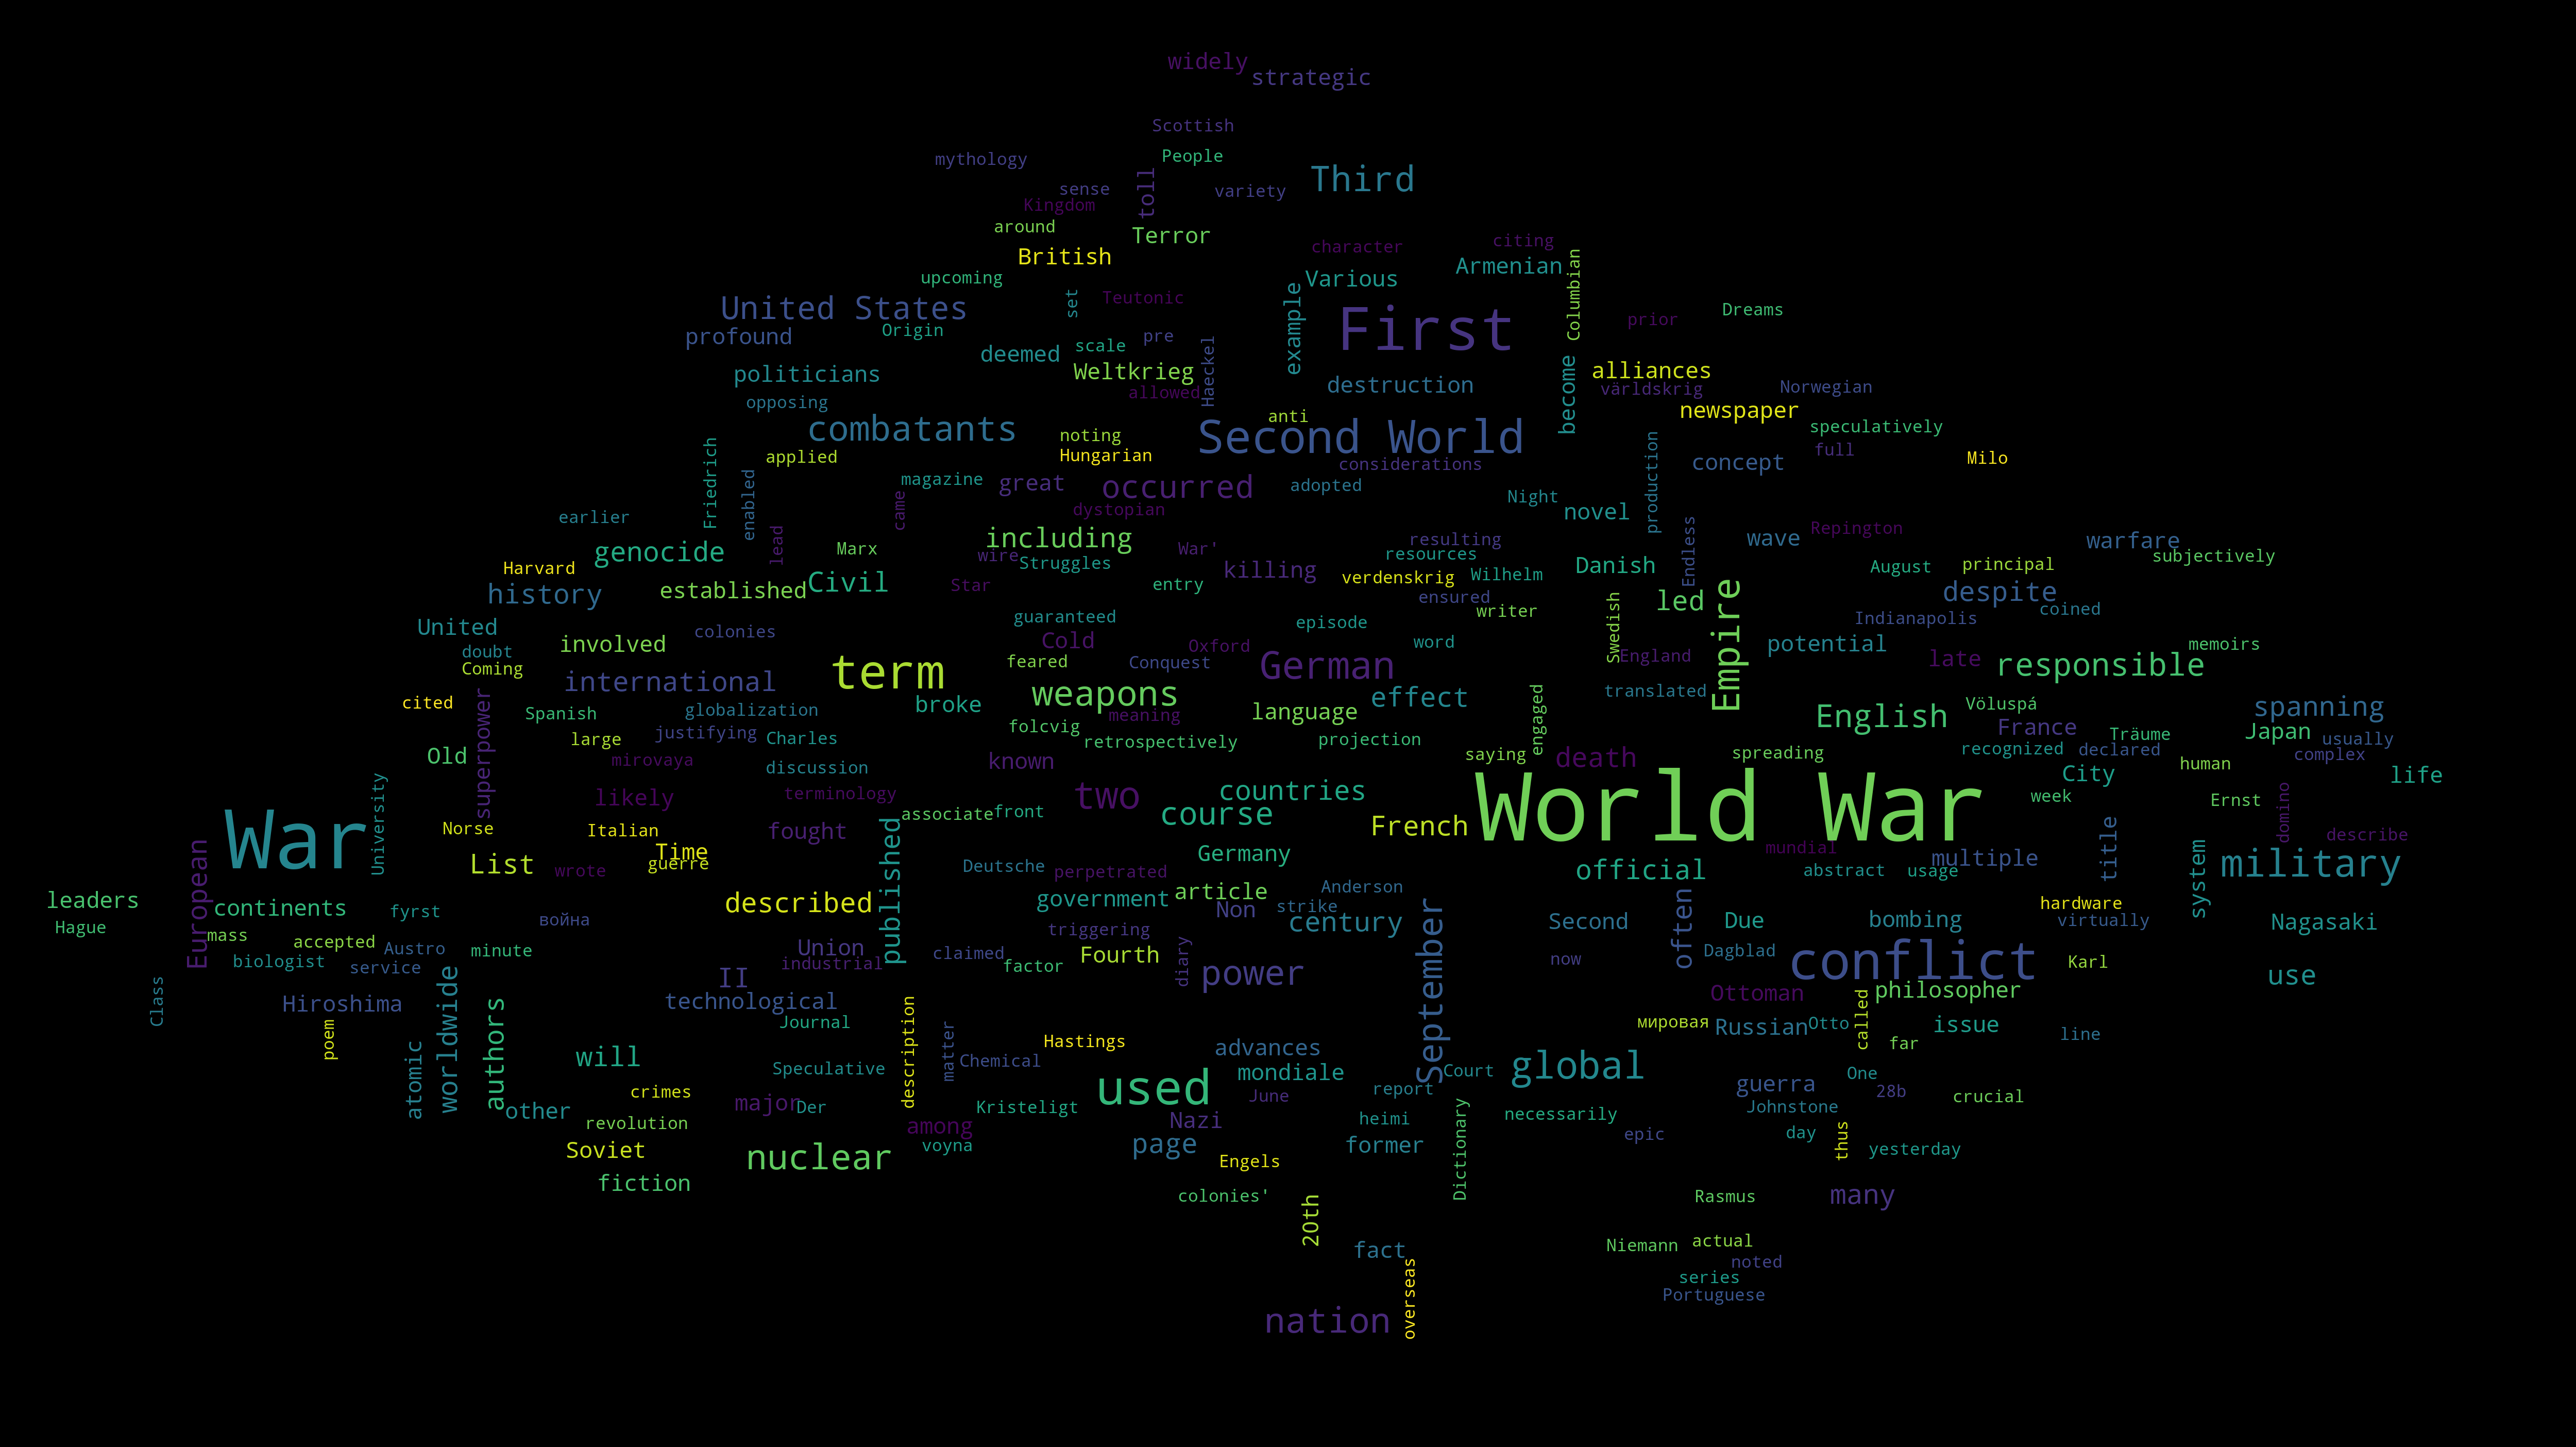 widely
strategic
Scottish
mythology
People
toll
Third
sense
variety
Kingdom
around
Terror
character
citing
British
Armenian
Columbian
upcoming
Various
set
Teutonic
example
United States
First
Dreams
prior
Origin
profound
pre
scale
deemed
Haeckel
Weltkrieg
become
alliances
politicians
destruction
världskrig
Norwegian
allowed
opposing
newspaper
anti
combatants
Second World
speculatively
noting
Hungarian
applied
full
Milo
considerations
concept
Friedrich
enabled
magazine
great
occurred
adopted
production
Night
came
dystopian
novel
earlier
Repington
lead
including
resulting
wave
warfare
Endless
genocide
Marx
wire
War'
resources
subjectively
Struggles
Harvard
killing
verdenskrig
Wilhelm
Danish
August
principal
history
established
Civil
Star
entry
ensured
despite
led
Empire
writer
coined
guaranteed
episode
Indianapolis
Swedish
United
colonies
involved
Cold
Oxford
word
potential
memoirs
doubt
England
late
Coming
feared
Conquest
German
responsible
term
international
weapons
effect
translated
cited
superpower
Spanish
globalization
broke
meaning
language
Völuspá
spanning
folcvig
engaged
English
France
large
justifying
Charles
retrospectively
projection
Träume
Japan
usually
Old
recognized
declared
saying
death
spreading
complex
mirovaya
discussion
known
human
City
life
likely
terminology
two
countries
World War
week
Ernst
University
associate
front
course
domino
War
Norse
Italian
fought
French
describe
Time
title
guerre
Germany
mundial
multiple
European
List
wrote
Deutsche
perpetrated
official
abstract
usage
system
military
published
leaders
described
government
article
Anderson
continents
fyrst
Non
strike
hardware
Hague
mass
война
century
September
Second
often
Due
bombing
virtually
Nagasaki
accepted
Austro
minute
Union
claimed
triggering
Dagblad
biologist
service
industrial
factor
Fourth
diary
now
conflict
Karl
Class
II
power
use
Hiroshima
worldwide
technological
Ottoman
philosopher
authors
Journal
description
мировая
Russian
Otto
called
issue
poem
matter
Hastings
advances
far
line
atomic
will
Speculative
Chemical
mondiale
Court
global
One
crimes
report
guerra
28b
crucial
used
June
other
major
Der
Kristeligt
Johnstone
necessarily
revolution
among
Nazi
heimi
epic
day
Soviet
nuclear
voyna
page
former
Dictionary
thus
yesterday
Engels
fiction
colonies'
Rasmus
many
20th
fact
Niemann
actual
noted
series
overseas
Portuguese
nation